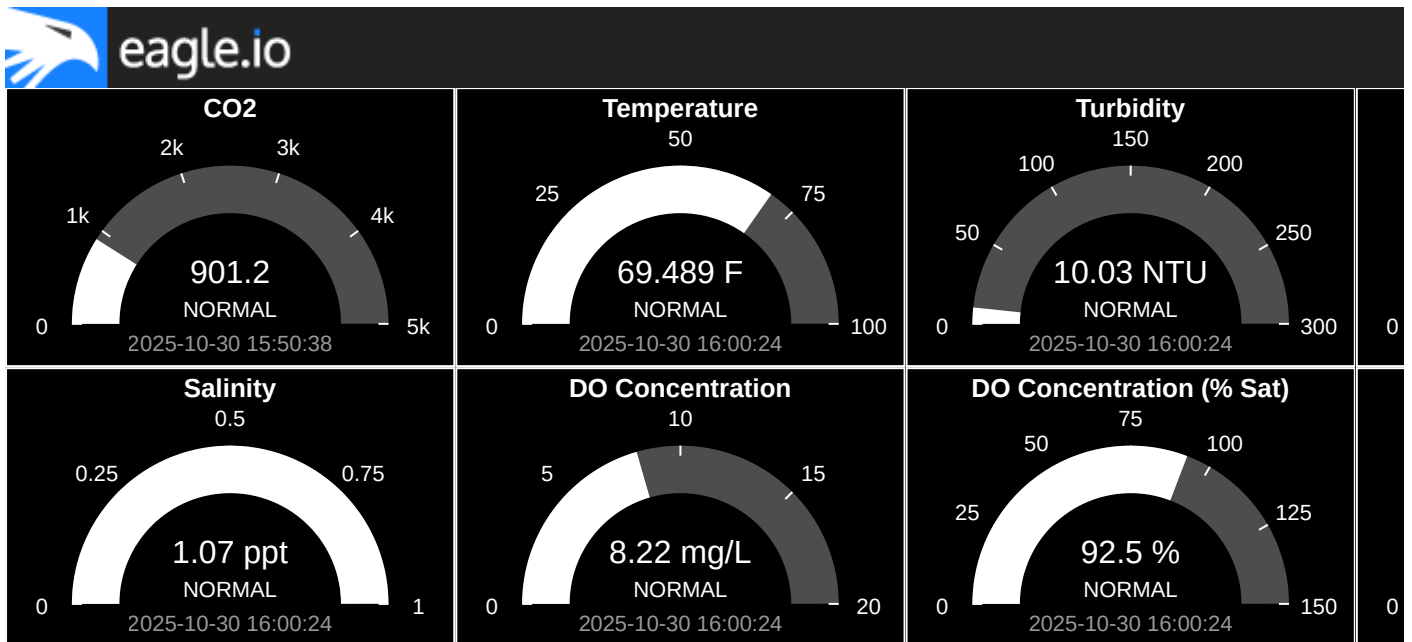 eagle.io
CO2
0
1k
2k
3k
4k
5k
901.2
NORMAL
2025-10-30 15:50:38
Temperature
0
25
50
75
100
69.489 F
NORMAL
2025-10-30 16:00:24
Turbidity
0
50
100
150
200
250
300
10.03 NTU
NORMAL
2025-10-30 16:00:24
0
Salinity
0
0.25
0.5
0.75
1
1.07 ppt
NORMAL
2025-10-30 16:00:24
DO Concentration
0
5
10
15
20
8.22 mg/L
NORMAL
2025-10-30 16:00:24
DO Concentration (% Sat)
0
25
50
75
100
125
150
92.5 %
NORMAL
2025-10-30 16:00:24
0